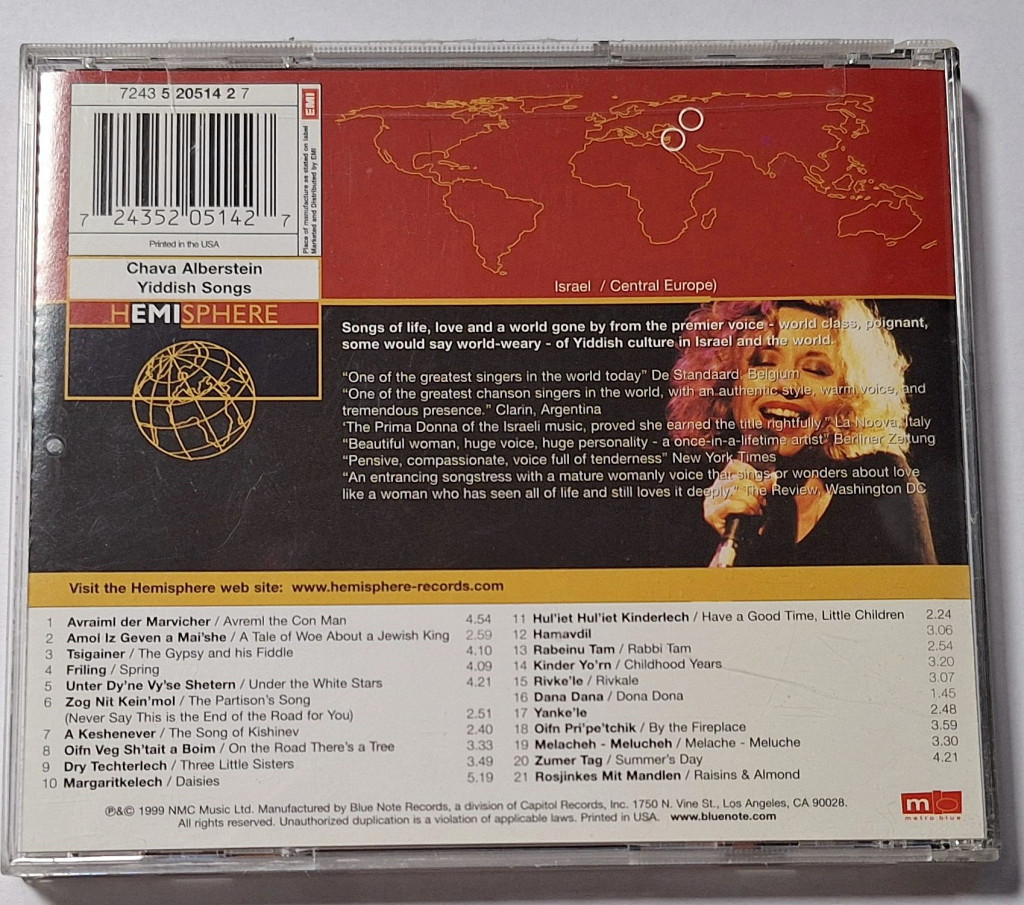 7243 5 20514 2 7
EMI
Place of manufacture as stated on label
Marketed and Distributed by EMI
7 24352 05142 7
Printed in the USA
Chava Alberstein
Yiddish Songs
HEMISPHERE
Israel / Central Europe)
Songs of life, love and a world gone by from the premier voice - world class, poignant,
some would say world-weary - of Yiddish culture in Israel and the world.
“One of the greatest singers in the world today” De Standaard, Belgium
“One of the greatest chanson singers in the world, with an authentic style, warm voice, and
tremendous presence.” Clarin, Argentina
‘The Prima Donna of the Israeli music, proved she earned the title rightfully.” La Noova, Italy
“Beautiful woman, huge voice, huge personality - a once-in-a-lifetime artist” Berliner Zeitung
“Pensive, compassionate, voice full of tenderness” New York Times
“An entrancing songstress with a mature womanly voice that sings or wonders about love
like a woman who has seen all of life and still loves it deeply.” The Review, Washington DC
Visit the Hemisphere web site: www.hemisphere-records.com
1 Avraiml der Marvicher / Avreml the Con Man 4.54
2 Amol Iz Geven a Mai'she / A Tale of Woe About a Jewish King 2.59
3 Tsigainer / The Gypsy and his Fiddle 4.10
4 Friling / Spring 4.09
5 Unter Dy'ne Vy'se Shetern / Under the White Stars 4.21
6 Zog Nit Kein'mol / The Partison's Song
(Never Say This is the End of the Road for You) 2.51
7 A Keshenever / The Song of Kishinev 2.40
8 Oifn Veg Sh'tait a Boim / On the Road There's a Tree 3.33
9 Dry Techterlech / Three Little Sisters 3.49
10 Margaritkelech / Daisies 5.19
11 Hul'iet Hul'iet Kinderlech / Have a Good Time, Little Children 2.24
12 Hamavdil 3.06
13 Rabeinu Tam / Rabbi Tam 2.54
14 Kinder Yo'rn / Childhood Years 3.20
15 Rivke'le / Rivkale 3.07
16 Dana Dana / Dona Dona 1.45
17 Yanke'le 2.48
18 Oifn Pri'pe'tchik / By the Fireplace 3.59
19 Melacheh - Melucheh / Melache - Meluche 3.30
20 Zumer Tag / Summer's Day 4.21
21 Rosjinkes Mit Mandlen / Raisins & Almond
℗&© 1999 NMC Music Ltd. Manufactured by Blue Note Records, a division of Capitol Records, Inc. 1750 N. Vine St., Los Angeles, CA 90028.
All rights reserved. Unauthorized duplication is a violation of applicable laws. Printed in USA. www.bluenote.com
mb
metro blue